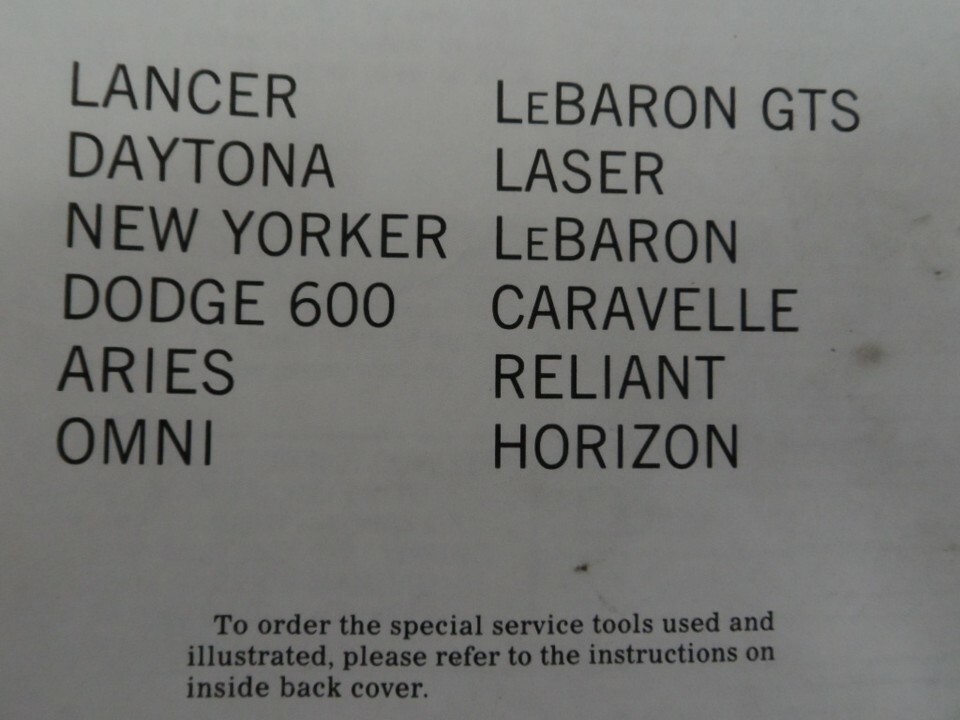 LANCER
DAYTONA
NEW YORKER
DODGE 600
ARIES
OMNI
LeBARON GTS
LASER
LeBARON
CARAVELLE
RELIANT
HORIZON
To order the special service tools used and
illustrated, please refer to the instructions on
inside back cover.